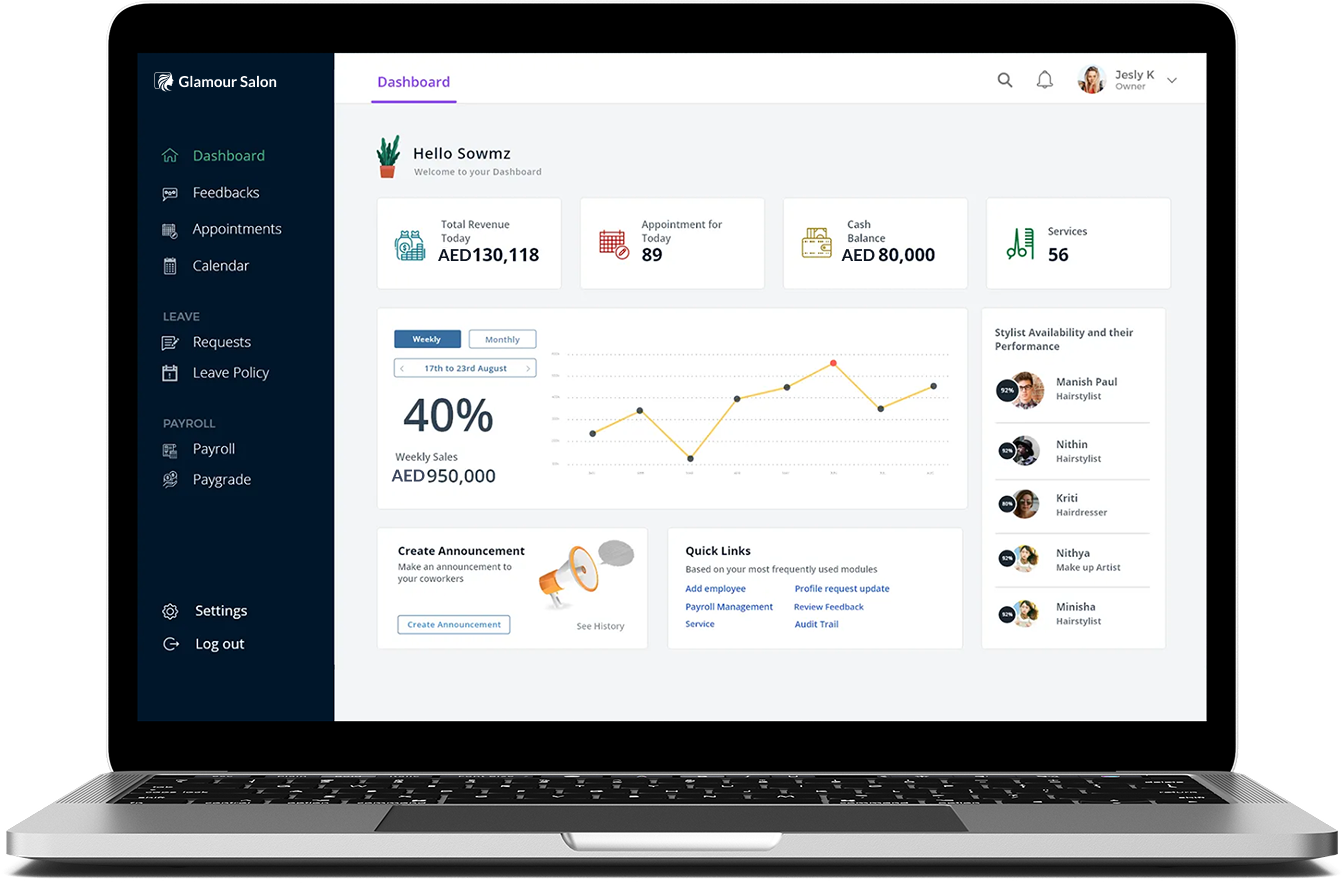 Glamour Salon
Dashboard
Jesly K
Owner
Dashboard
Feedbacks
Appointments
Calendar
LEAVE
Requests
Leave Policy
PAYROLL
Payroll
Paygrade
Settings
Log out
Hello Sowmz
Welcome to your Dashboard
Total Revenue
Today
AED130,118
Appointment for
Today
89
Cash
Balance
AED 80,000
Services
56
Weekly
Monthly
17th to 23rd August
40%
Weekly Sales
AED950,000
Stylist Availability and their
Performance
92%
Manish Paul
Hairstylist
92%
Nithin
Hairstylist
80%
Kriti
Hairdresser
92%
Nithya
Make up Artist
92%
Minisha
Hairstylist
Create Announcement
Make an announcement to
your coworkers
Create Announcement
See History
Quick Links
Based on your most frequently used modules
Add employee
Profile request update
Payroll Management
Review Feedback
Service
Audit Trail